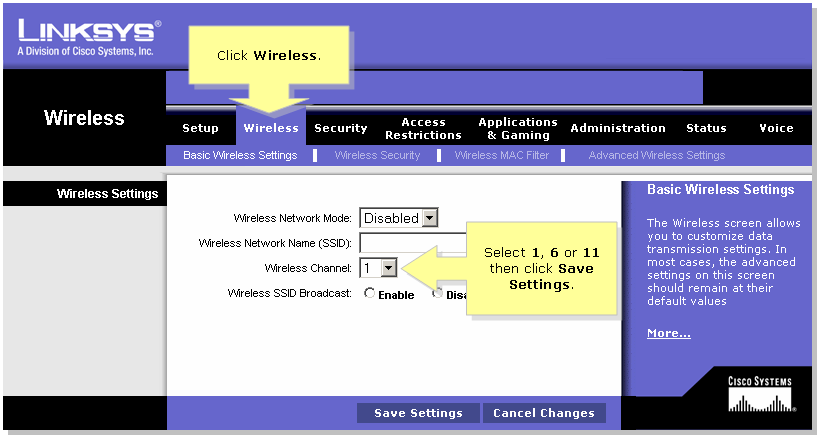 LINKSYS®
A Division of Cisco Systems, Inc.
Click Wireless.
Wireless
Setup
Wireless
Security
Access
Restrictions
Applications
& Gaming
Administration
Status
Voice
Basic Wireless Settings
Wireless Security
Wireless MAC Filter
Advanced Wireless Settings
Wireless Settings
Wireless Network Mode: Disabled
Wireless Network Name (SSID):
Wireless Channel: 1
Wireless SSID Broadcast: Enable
Select 1, 6 or 11
then click Save
Settings.
Basic Wireless Settings
The Wireless screen allows
you to customize data
transmission settings. In
most cases, the advanced
settings on this screen
should remain at their
default values
More...
CISCO SYSTEMS
Save Settings
Cancel Changes